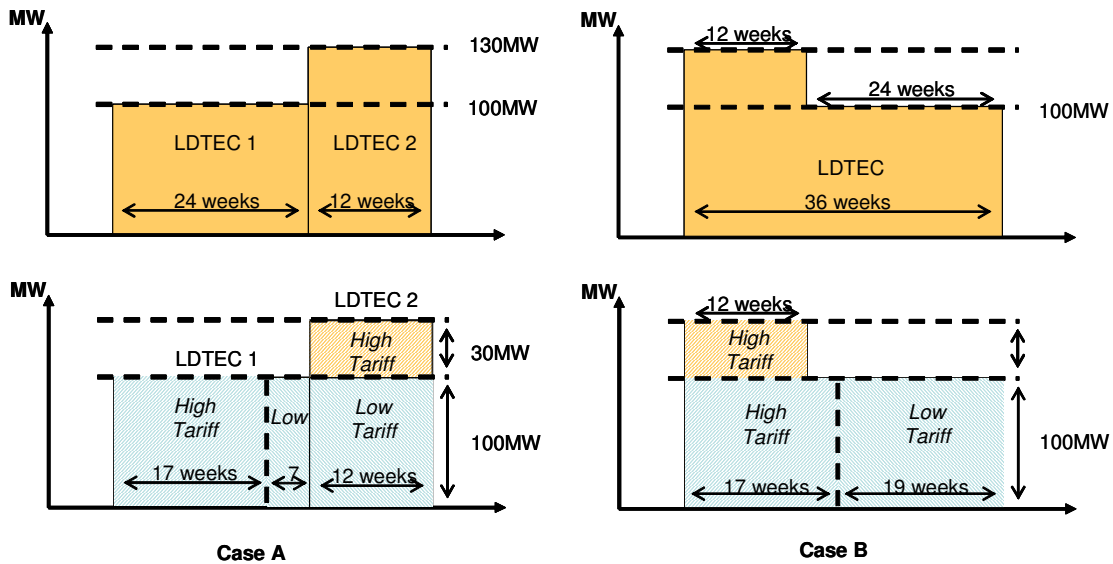 MW
130MW
100MW
LDTEC 1
LDTEC 2
24 weeks
12 weeks
MW
12 weeks
24 weeks
100MW
LDTEC
36 weeks
MW
LDTEC 2
30MW
High
Tariff
LDTEC 1
High
Tariff
Low
Low
Tariff
100MW
17 weeks
7
12 weeks
Case A
MW
12 weeks
High
Tariff
High
Tariff
Low
Tariff
100MW
17 weeks
19 weeks
Case B